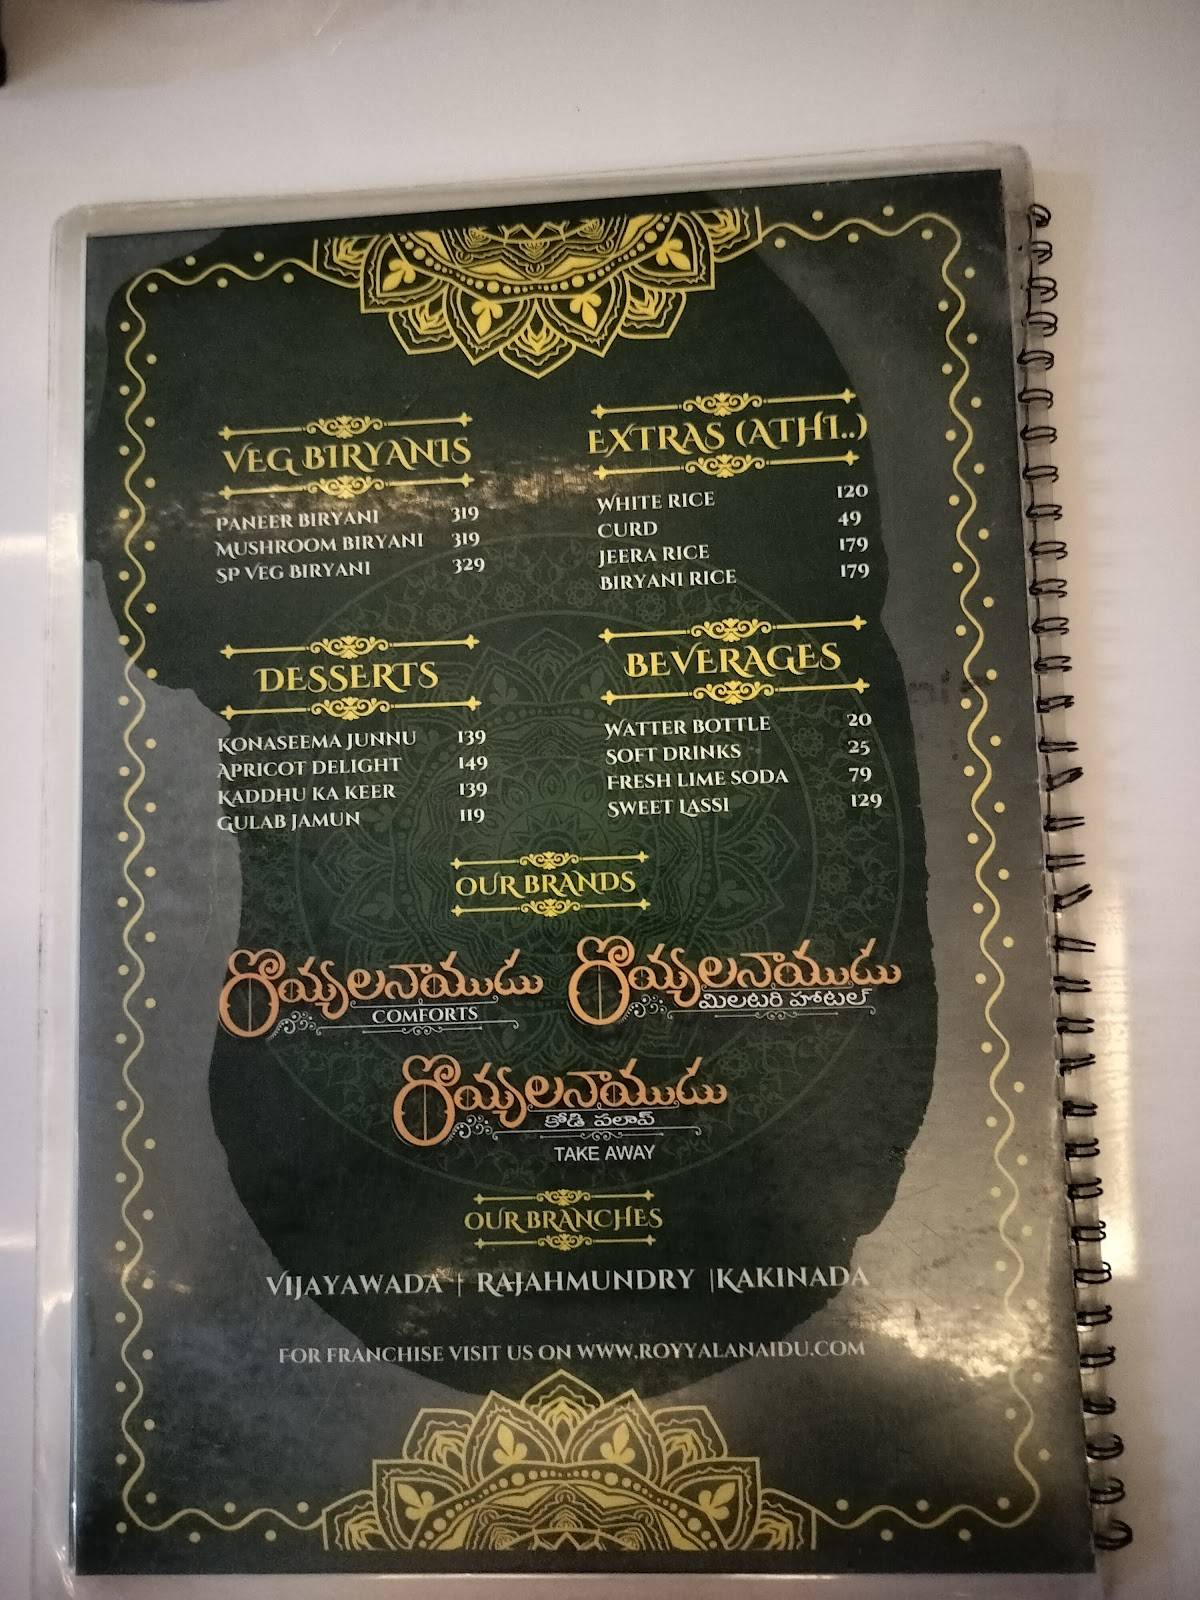 VEG BIRYANIS
PANEER BIRYANI 319
MUSHROOM BIRYANI 319
SP VEG BIRYANI 329
EXTRAS (ATHI..)
WHITE RICE 120
CURD 49
JEERA RICE 179
BIRYANI RICE 179
DESSERTS
KONASEEMA JUNNU 139
APRICOT DELIGHT 149
KADDHU KA KEER 139
GULAB JAMUN 119
BEVERAGES
WATTER BOTTLE 20
SOFT DRINKS 25
FRESH LIME SODA 79
SWEET LASSI 129
OUR BRANDS
రొయ్యలనాయుడు
COMFORTS
రొయ్యలనాయుడు
మిలటరి హోటల్
రొయ్యలనాయుడు
కోడి పలావ్
TAKE AWAY
OUR BRANCHES
VIJAYAWADA | RAJAHMUNDRY |KAKINADA
FOR FRANCHISE VISIT US ON WWW.ROYYALANAIDU.COM